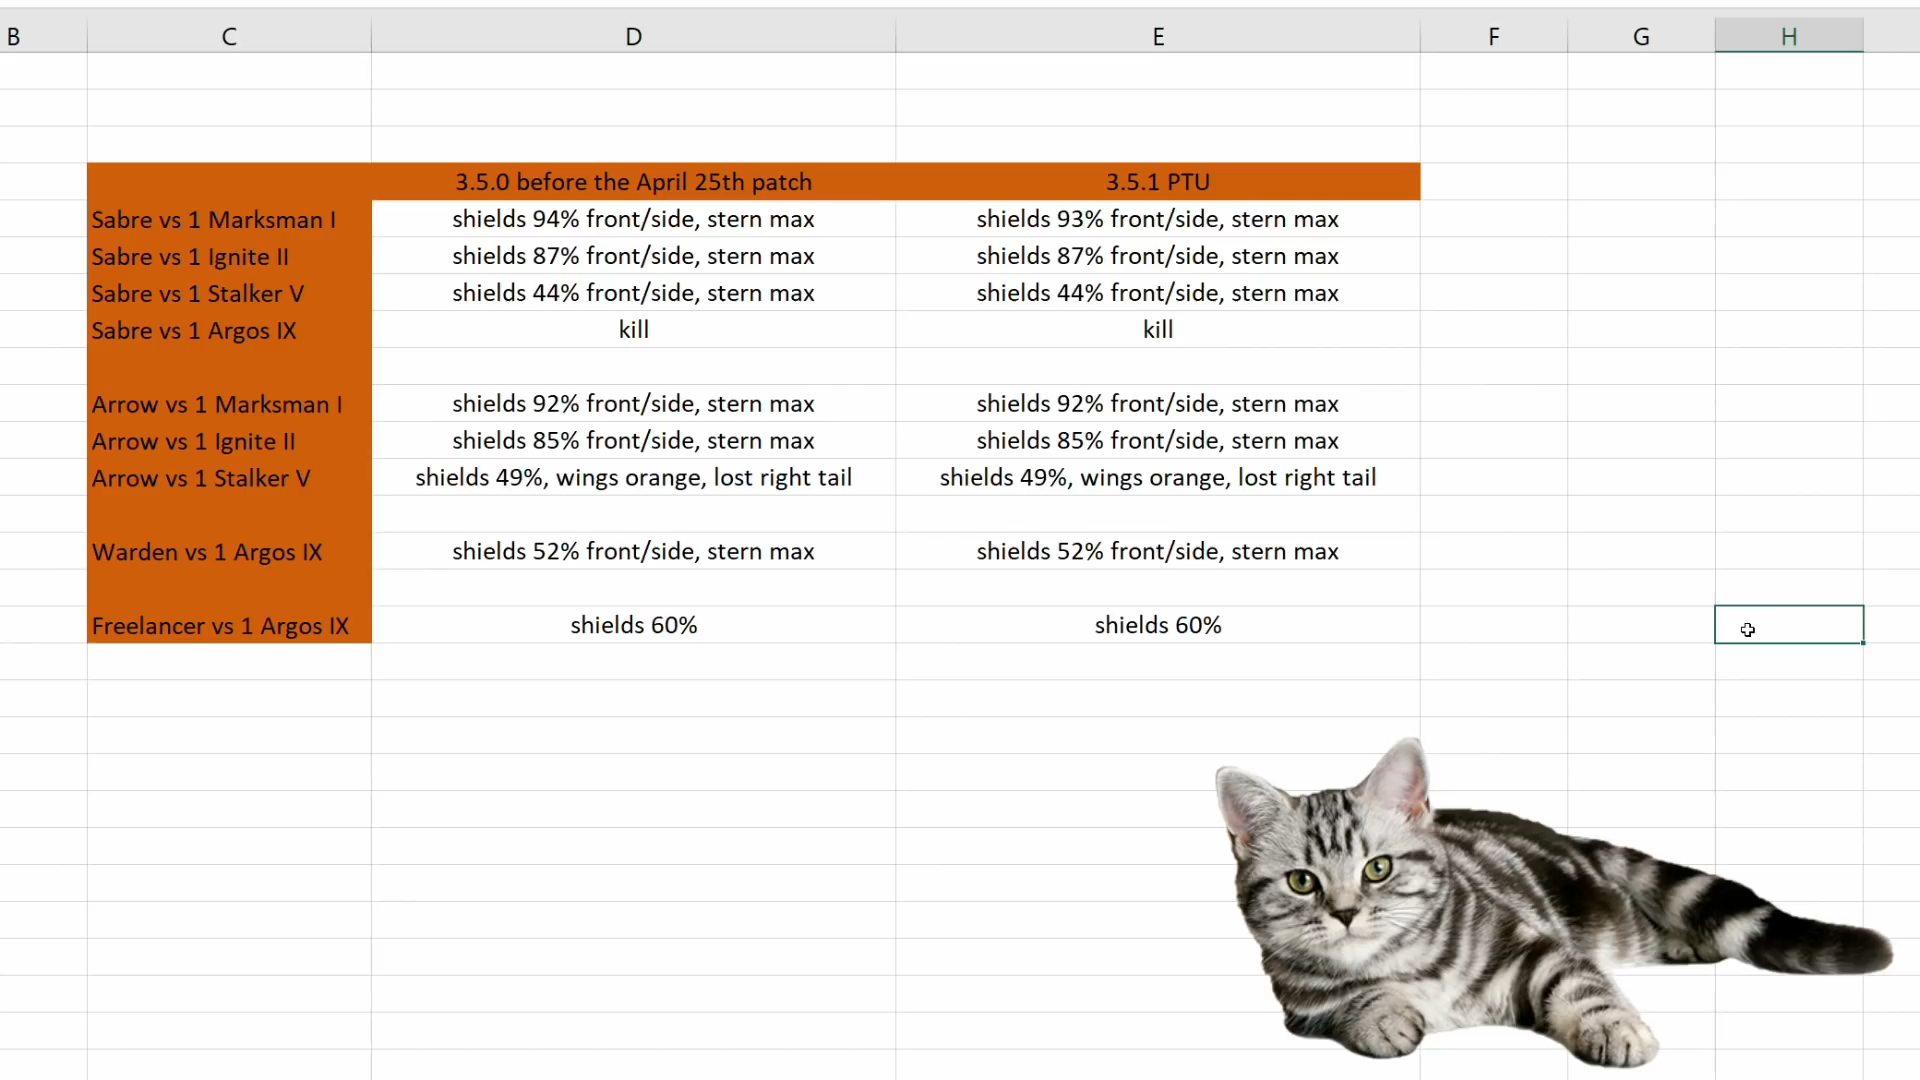 B C D E F G H
3.5.0 before the April 25th patch 3.5.1 PTU
Sabre vs 1 Marksman I shields 94% front/side, stern max shields 93% front/side, stern max
Sabre vs 1 Ignite II shields 87% front/side, stern max shields 87% front/side, stern max
Sabre vs 1 Stalker V shields 44% front/side, stern max shields 44% front/side, stern max
Sabre vs 1 Argos IX kill kill
Arrow vs 1 Marksman I shields 92% front/side, stern max shields 92% front/side, stern max
Arrow vs 1 Ignite II shields 85% front/side, stern max shields 85% front/side, stern max
Arrow vs 1 Stalker V shields 49%, wings orange, lost right tail shields 49%, wings orange, lost right tail
Warden vs 1 Argos IX shields 52% front/side, stern max shields 52% front/side, stern max
Freelancer vs 1 Argos IX shields 60% shields 60%